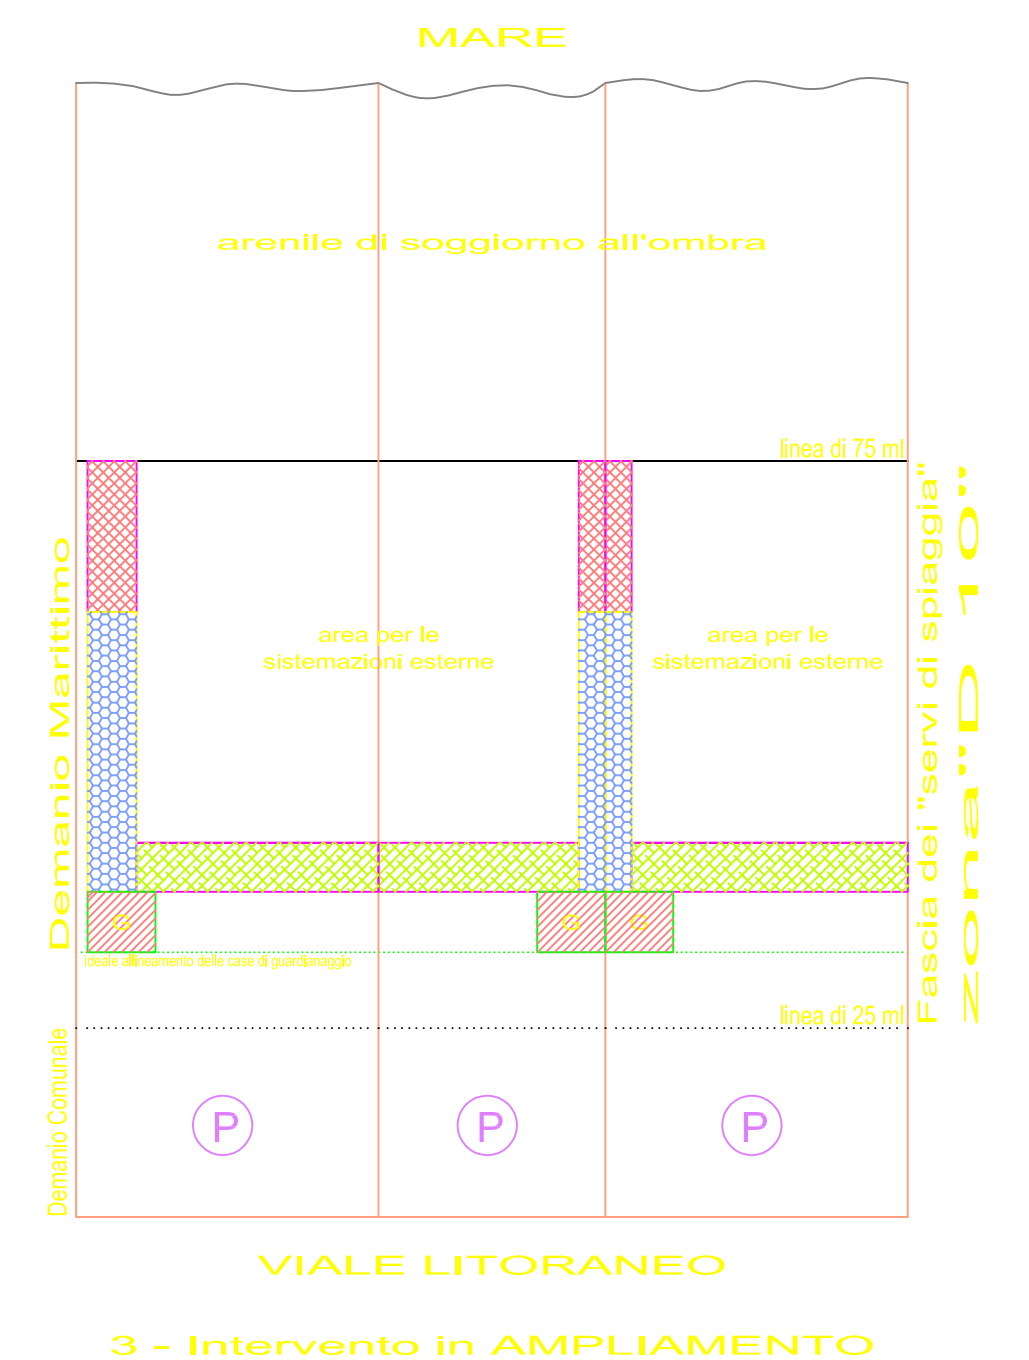 MARE
arenile di soggiorno all'ombra
linea di 75 ml
Demanio Marittimo
area per le
sistemazioni esterne
area per le
sistemazioni esterne
Fascia dei "servi di spiaggia"
zona "D 10"
G
G
G
ideale allineamento delle case di guardianaggio
linea di 25 ml
Demanio Comunale
P
P
P
VIALE LITORANEO
3 - Intervento in AMPLIAMENTO